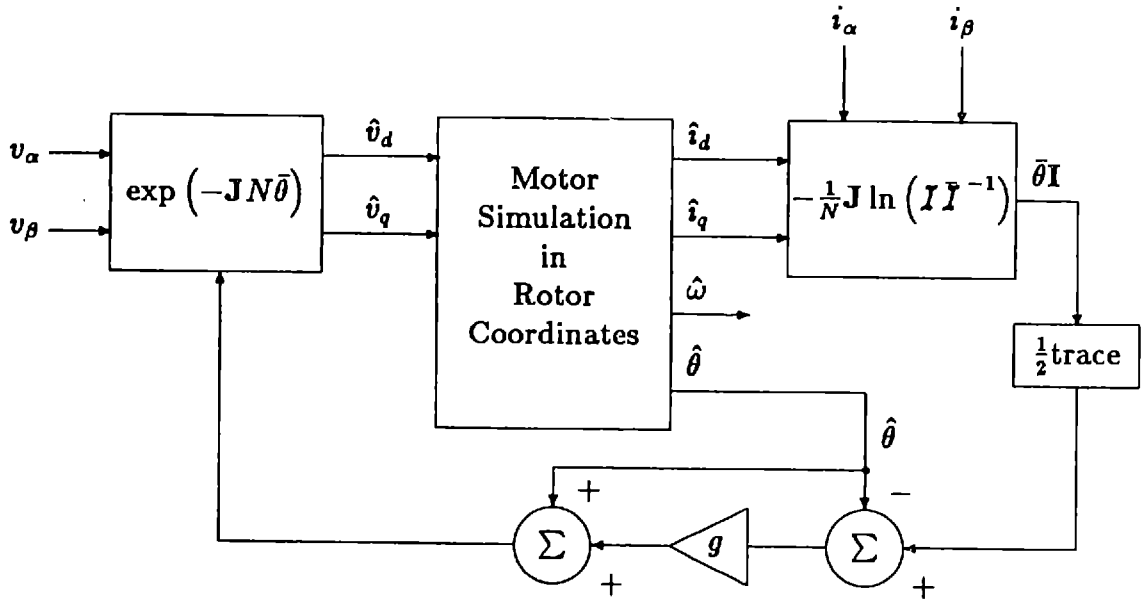 i_α
i_β
v_α
v_β
exp (−JNθ̄)
v̂_d
v̂_q
Motor
Simulation
in
Rotor
Coordinates
î_d
î_q
ω̂
θ̂
−1/N J ln (I Ī⁻¹)
θ̄I
½trace
θ̂
+
Σ
+
g
−
Σ
+